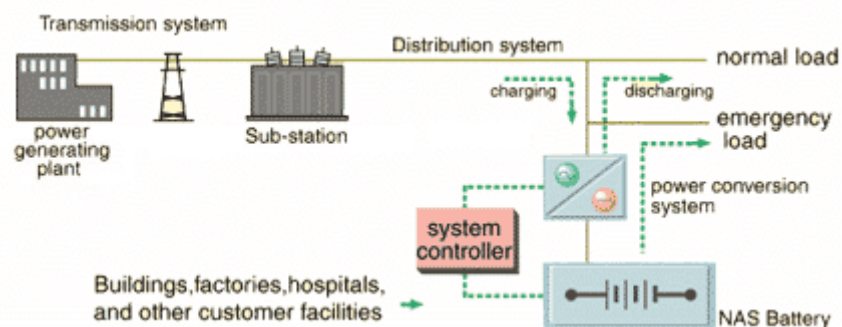 Transmission system
Distribution system
normal load
charging
discharging
power
generating
plant
Sub-station
emergency
load
power conversion
system
system
controller
Buildings,factories,hospitals,
and other customer facilities
NAS Battery